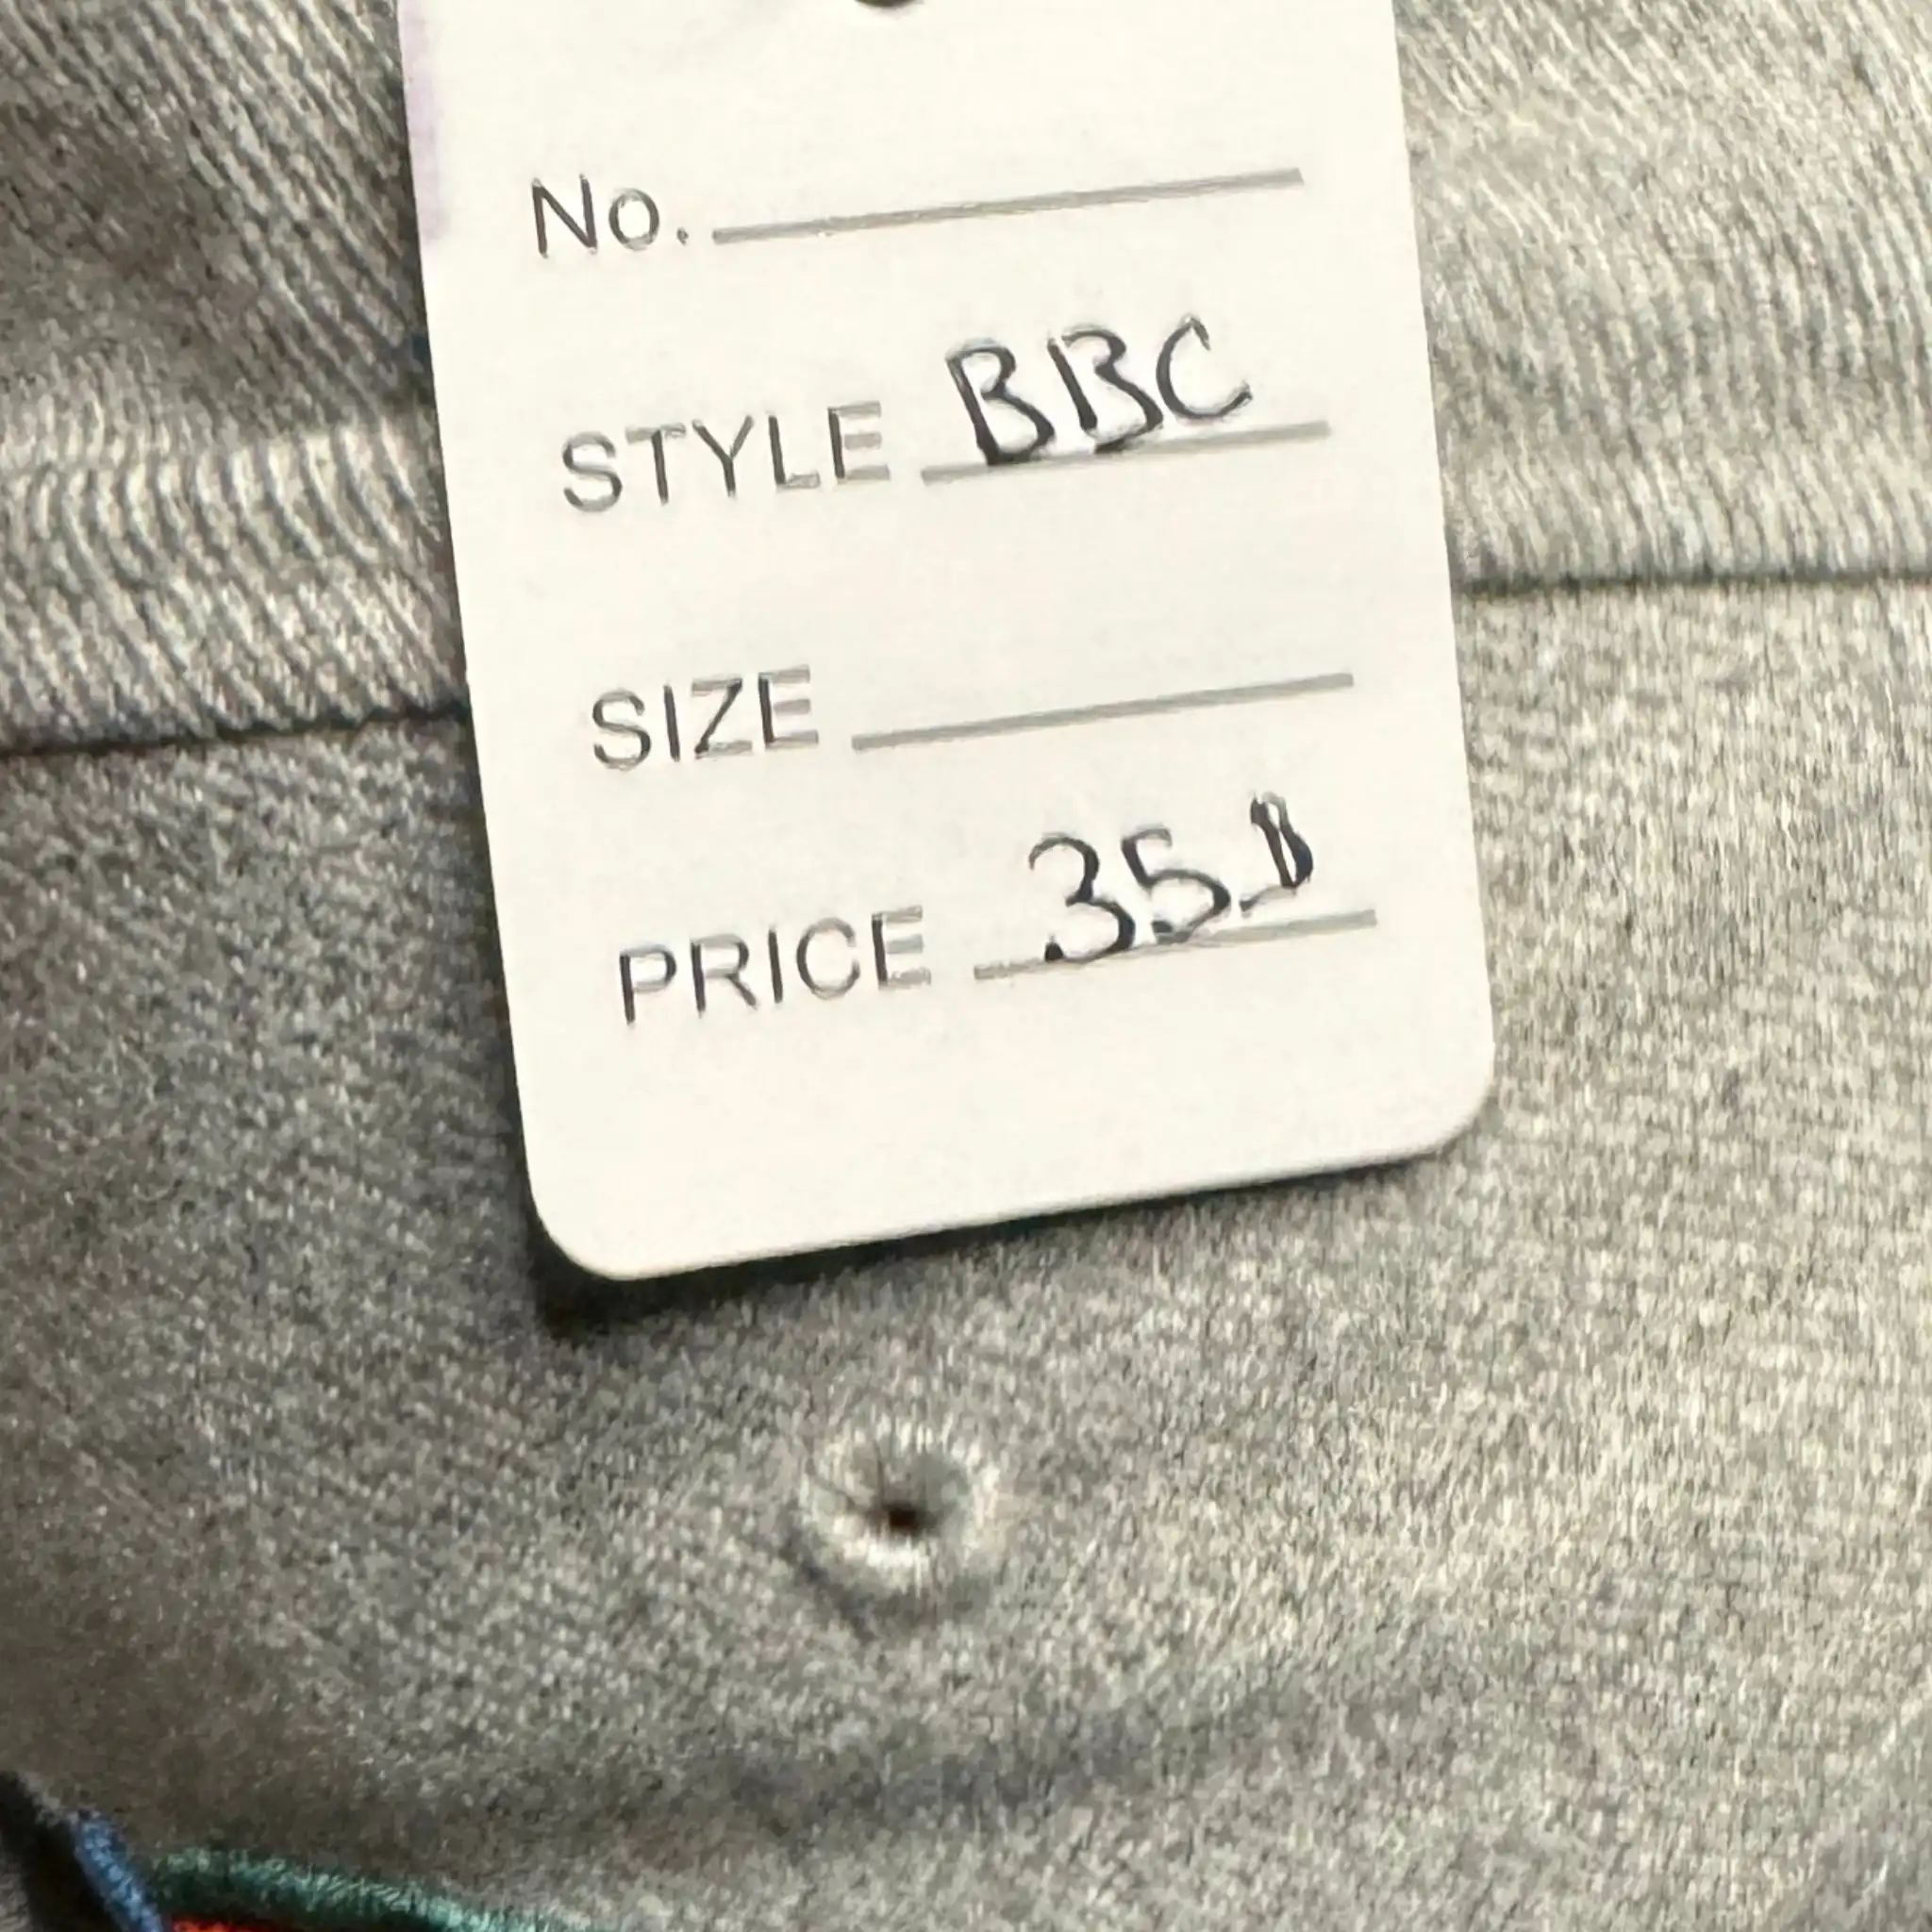 No.
STYLE BBC
SIZE
PRICE 35